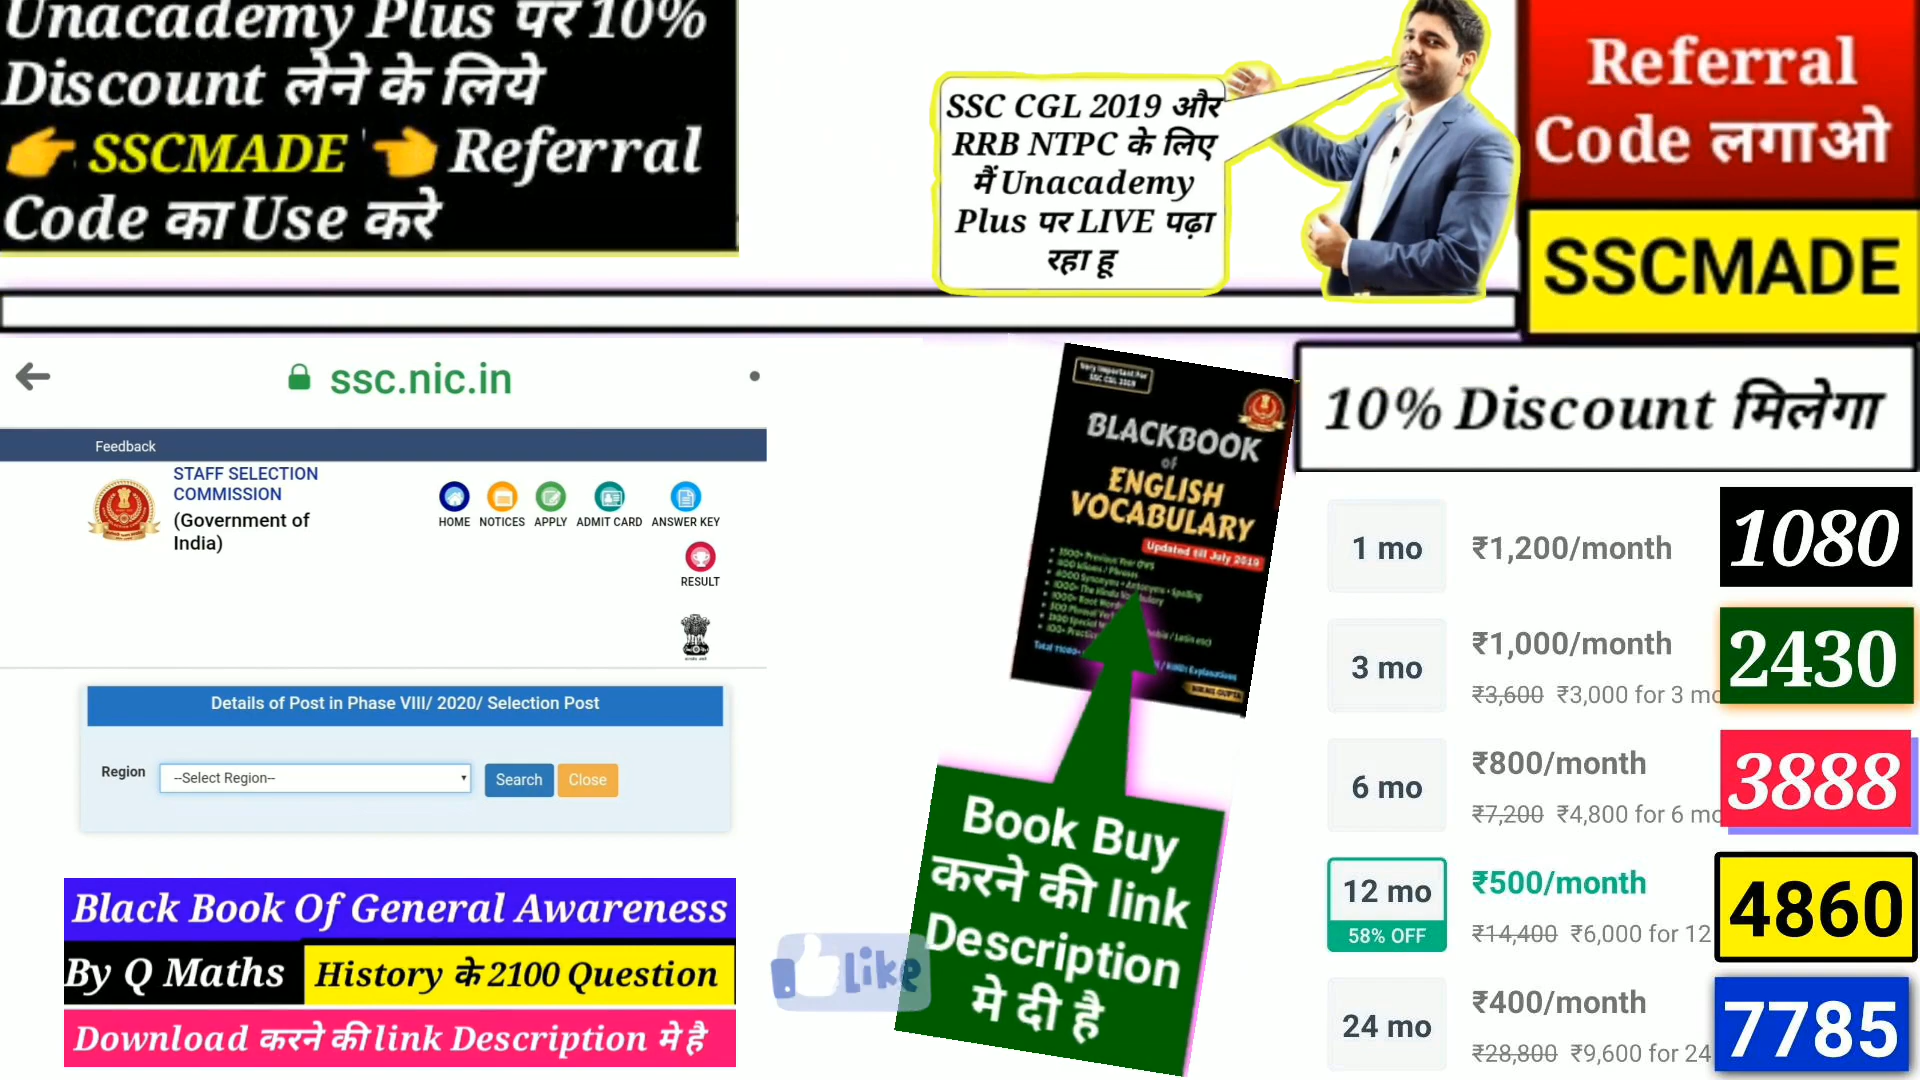 Unacademy Plus पर 10%
Discount लेने के लिये
👉 SSCMADE 👈 Referral
Code का Use करे
SSC CGL 2019 और
RRB NTPC के लिए
मैं Unacademy
Plus पर LIVE पढ़ा
रहा हू
Referral
Code लगाओ
SSCMADE
10% Discount मिलेगा
ssc.nic.in
Feedback
STAFF SELECTION
COMMISSION
(Government of
India)
HOME NOTICES APPLY ADMIT CARD ANSWER KEY
RESULT
Details of Post in Phase VIII/ 2020/ Selection Post
Region --Select Region-- Search Close
Black Book Of General Awareness
By Q Maths History के 2100 Question
Download करने की link Description मे है
Very Important For
SSC CGL 2019
BLACKBOOK
of
ENGLISH
VOCABULARY
Updated till July 2019
Book Buy
करने की link
Description
मे दी है
Like
1 mo ₹1,200/month 1080
3 mo ₹1,000/month 2430
₹3,600 ₹3,000 for 3 mo
6 mo ₹800/month 3888
₹7,200 ₹4,800 for 6 mo
12 mo ₹500/month 4860
58% OFF ₹14,400 ₹6,000 for 12
24 mo ₹400/month 7785
₹28,800 ₹9,600 for 24